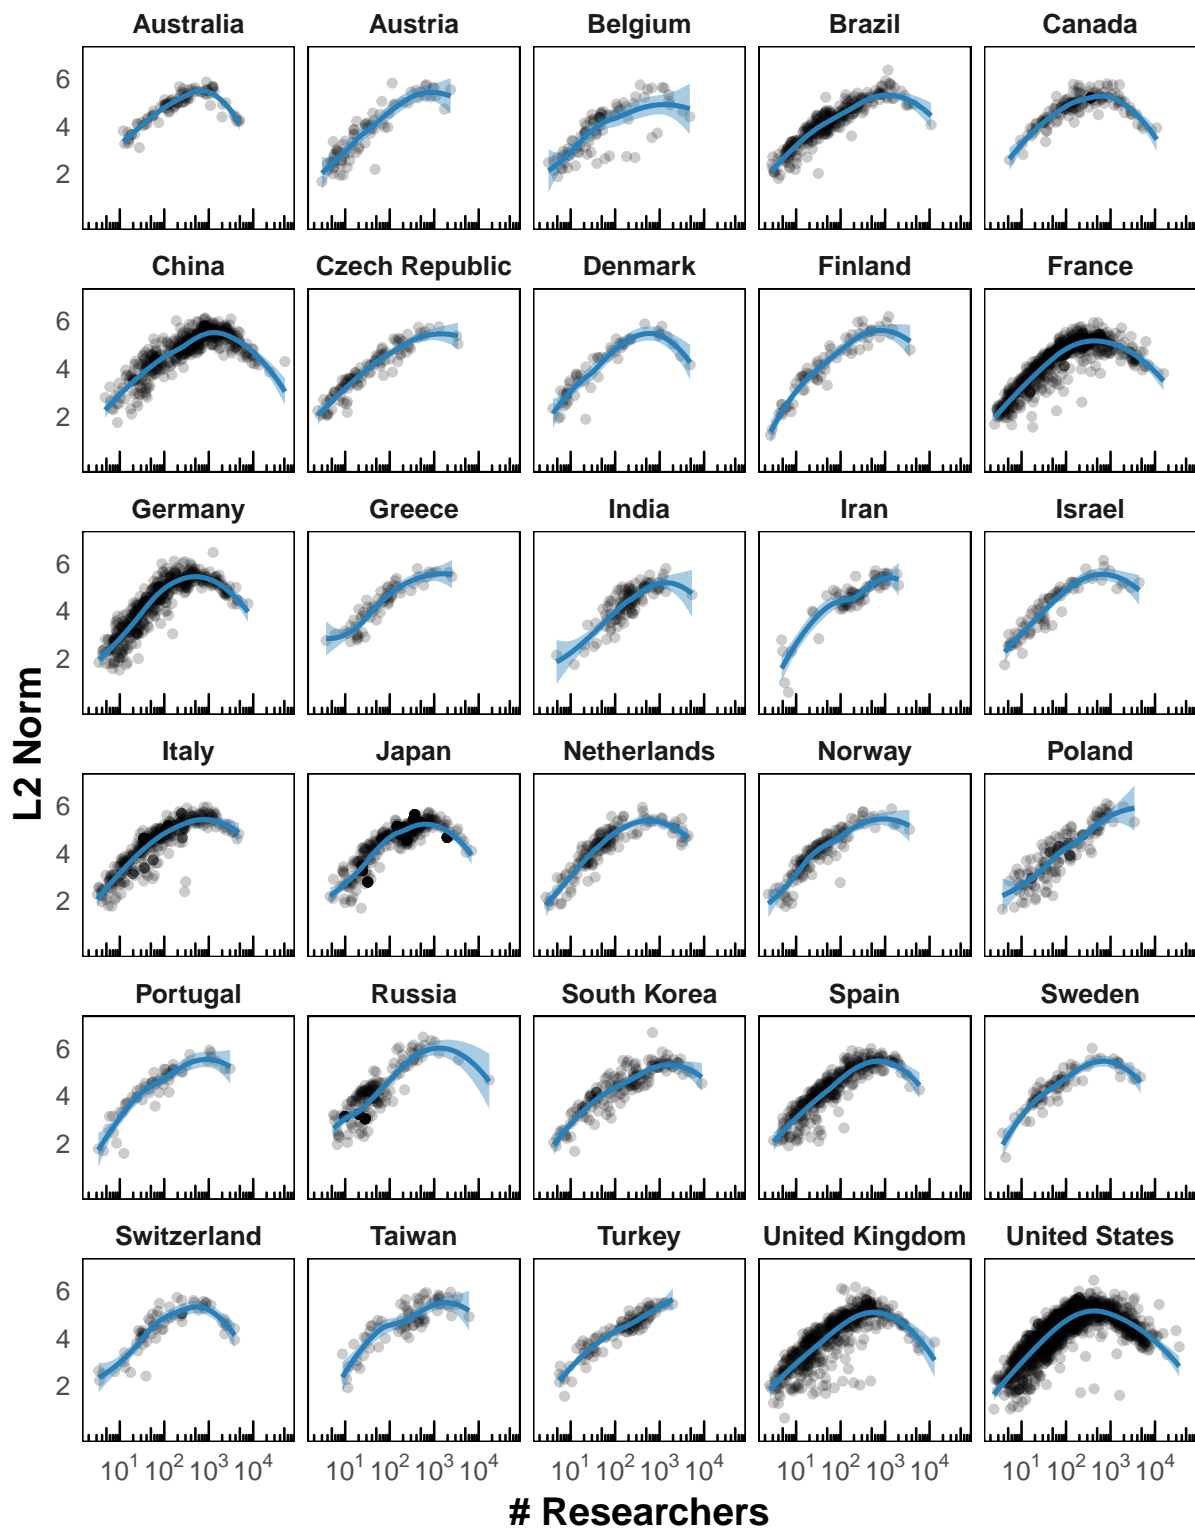 Australia Austria Belgium Brazil Canada
6
4
2
China Czech Republic Denmark Finland France
6
4
2
Germany Greece India Iran Israel
6
4
2
L2 Norm
Italy Japan Netherlands Norway Poland
6
4
2
Portugal Russia South Korea Spain Sweden
6
4
2
Switzerland Taiwan Turkey United Kingdom United States
6
4
2
10¹ 10² 10³ 10⁴ 10¹ 10² 10³ 10⁴ 10¹ 10² 10³ 10⁴ 10¹ 10² 10³ 10⁴ 10¹ 10² 10³ 10⁴
# Researchers